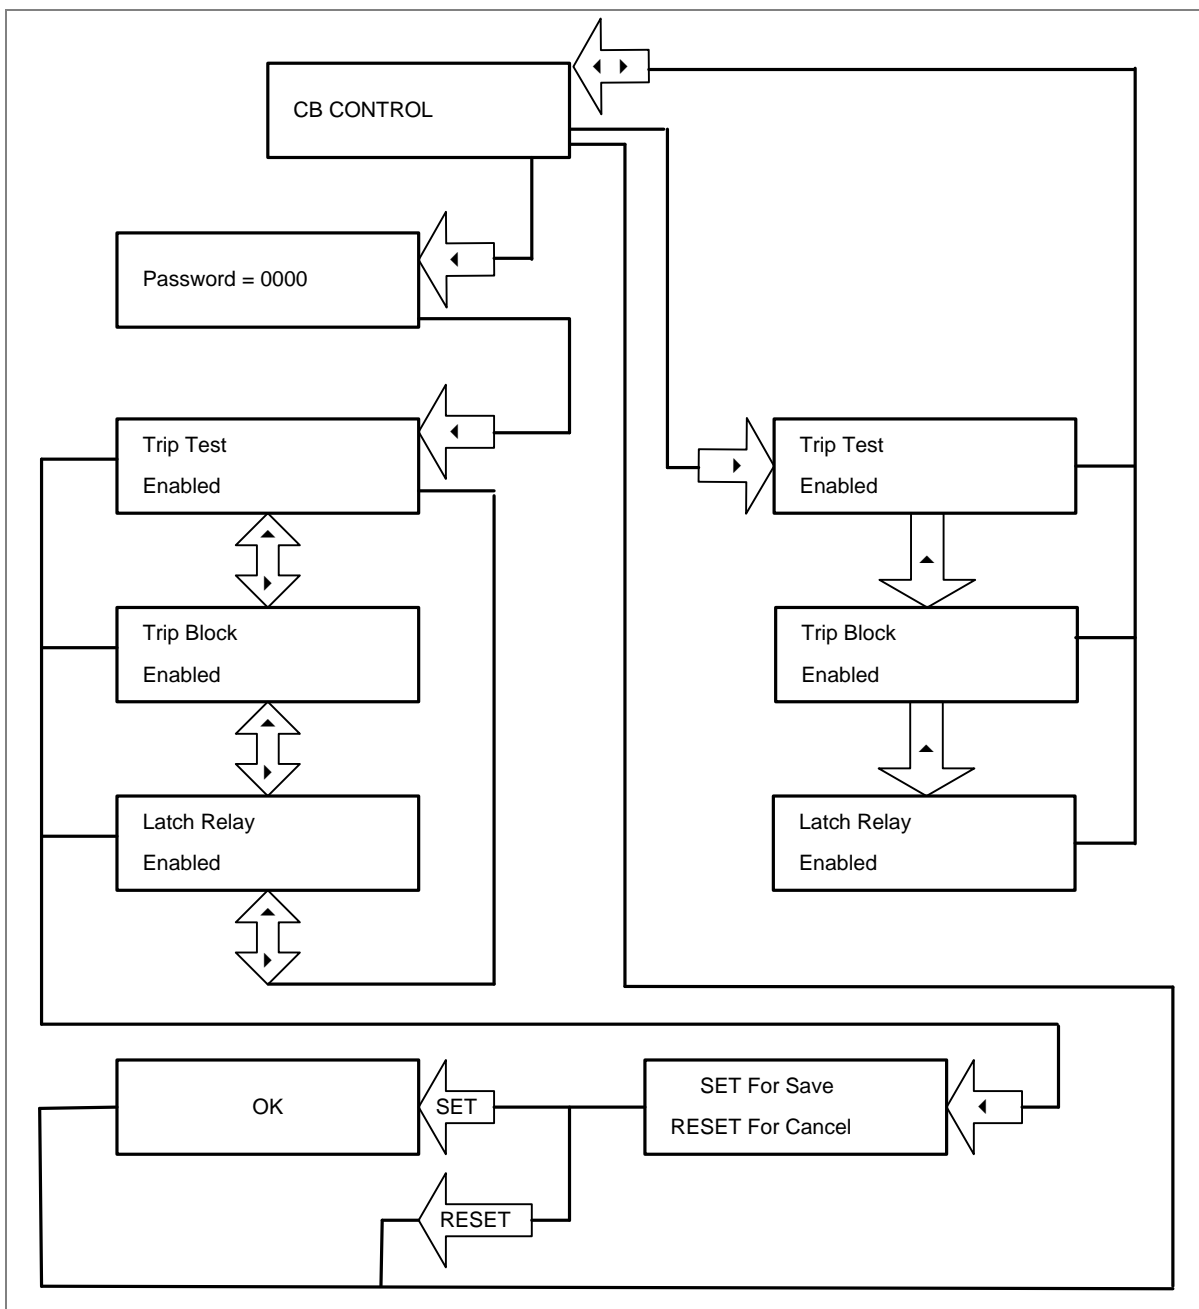 CB CONTROL
Password = 0000
Trip Test
Enabled
Trip Block
Enabled
Latch Relay
Enabled
Trip Test
Enabled
Trip Block
Enabled
Latch Relay
Enabled
OK
SET
SET For Save
RESET For Cancel
RESET